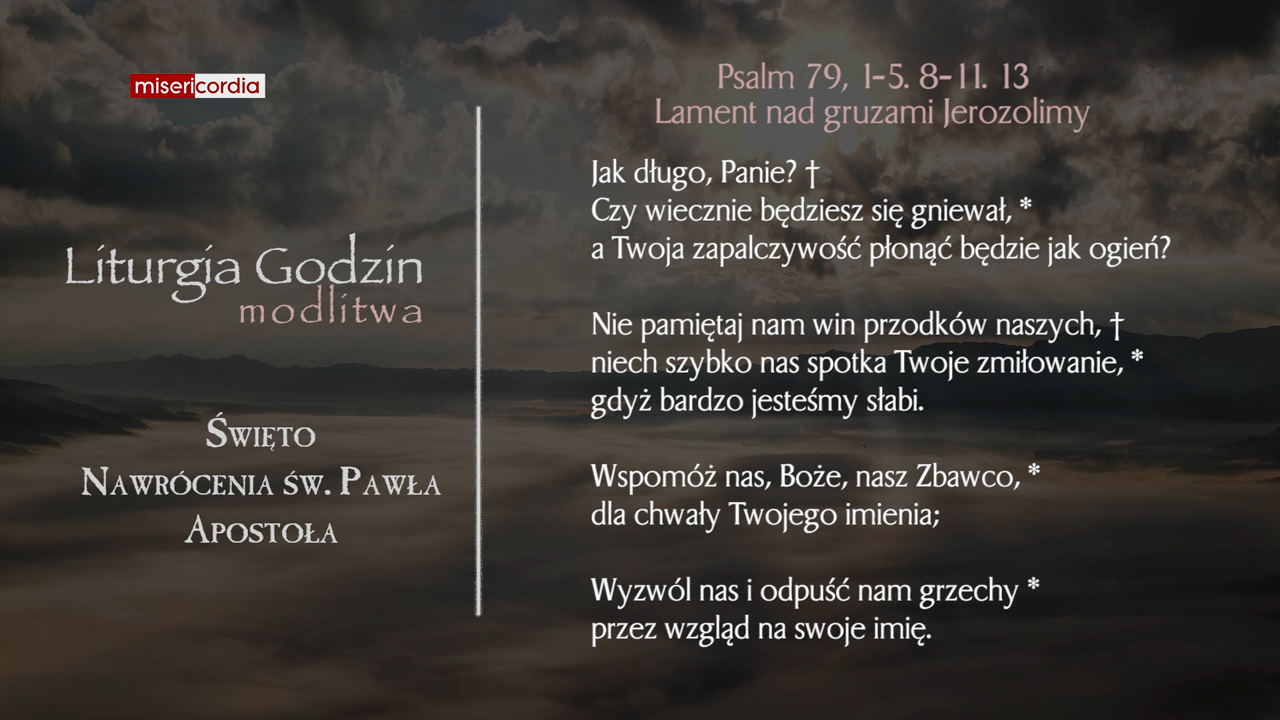 misericordia
Liturgia Godzin
modlitwa
Święto
Nawrócenia św. Pawła
Apostoła
Psalm 79, 1-5. 8-11. 13
Lament nad gruzami Jerozolimy
Jak długo, Panie? †
Czy wiecznie będziesz się gniewał, *
a Twoja zapalczywość płonąć będzie jak ogień?
Nie pamiętaj nam win przodków naszych, †
niech szybko nas spotka Twoje zmiłowanie, *
gdyż bardzo jesteśmy słabi.
Wspomóż nas, Boże, nasz Zbawco, *
dla chwały Twojego imienia;
Wyzwól nas i odpuść nam grzechy *
przez wzgląd na swoje imię.